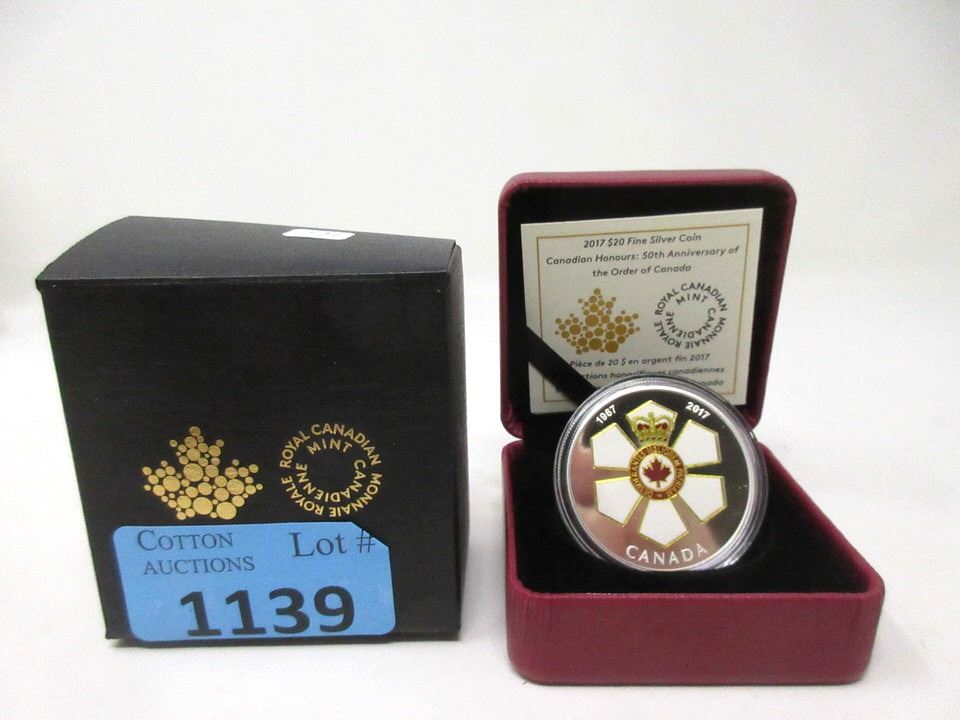 ROYAL CANADIAN
MINT
MONNAIE ROYALE
CANADIENNE
COTTON
AUCTIONS
Lot #
1139
2017 $20 Fine Silver Coin
Canadian Honours: 50th Anniversary of
the Order of Canada
ROYAL CANADIAN
MINT
MONNAIE ROYALE
CANADIENNE
Pièce de 20 $ en argent fin 2017
honorifiques canadiennes
1967 2017
CANADA